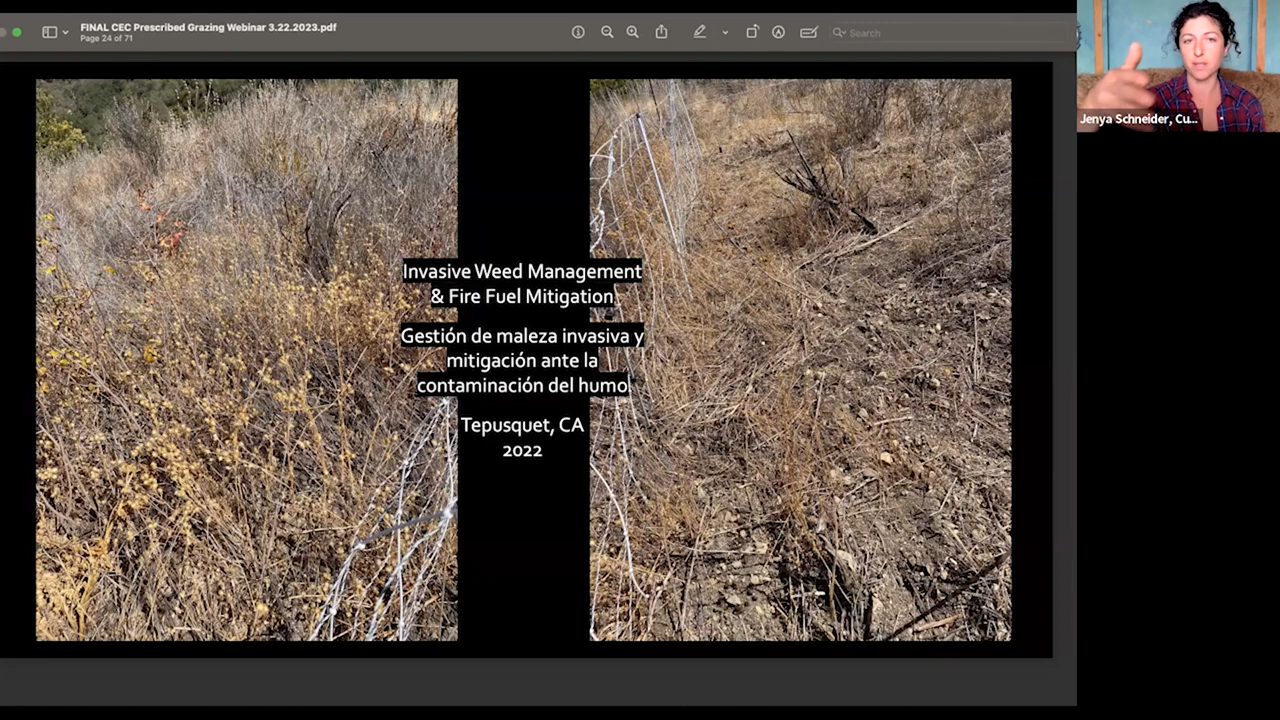 FINAL CEC Prescribed Grazing Webinar 3.22.2023.pdf
Page 24 of 71
Search
Jenya Schneider, Cu...
Invasive Weed Management
& Fire Fuel Mitigation
Gestión de maleza invasiva y
mitigación ante la
contaminación del humo
Tepusquet, CA
2022